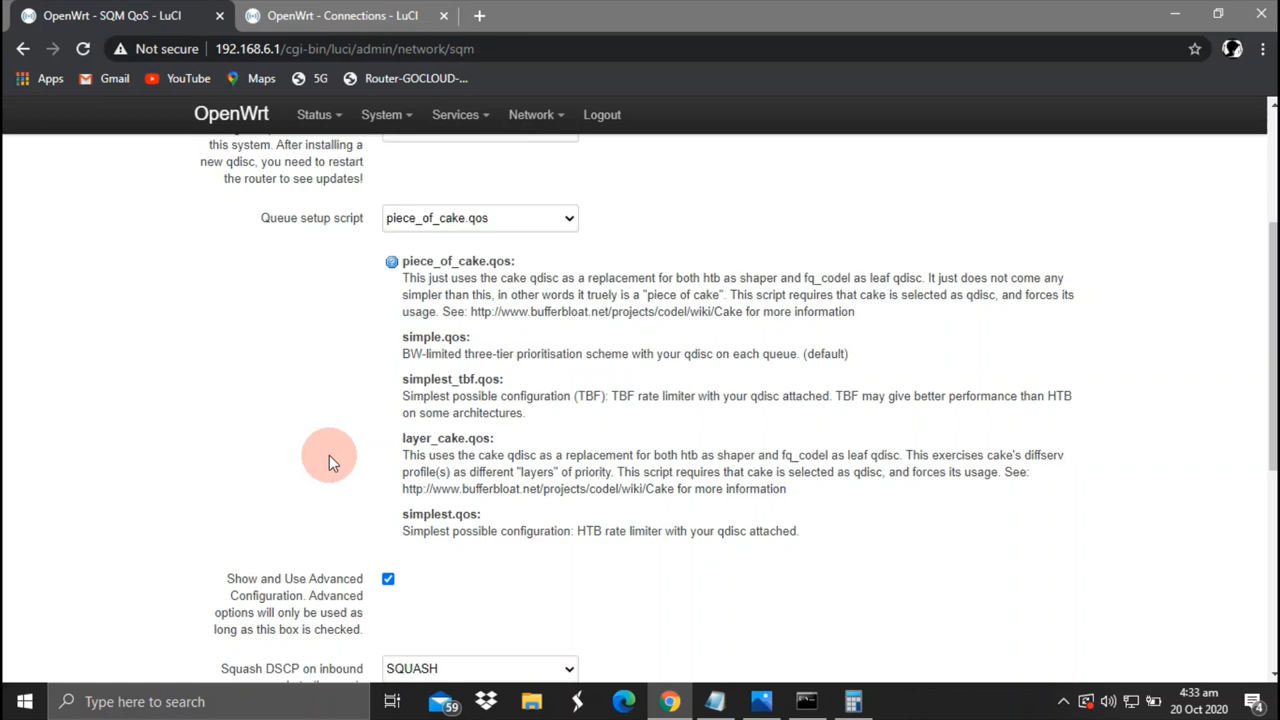 OpenWrt - SQM QoS - LuCI
OpenWrt - Connections - LuCI
Not secure
192.168.6.1/cgi-bin/luci/admin/network/sqm
Apps
Gmail
YouTube
Maps
5G
Router-GOCLOUD-...
OpenWrt
Status
System
Services
Network
Logout
this system. After installing a
new qdisc, you need to restart
the router to see updates!
Queue setup script
piece_of_cake.qos
piece_of_cake.qos:
This just uses the cake qdisc as a replacement for both htb as shaper and fq_codel as leaf qdisc. It just does not come any
simpler than this, in other words it truely is a "piece of cake". This script requires that cake is selected as qdisc, and forces its
usage. See: http://www.bufferbloat.net/projects/codel/wiki/Cake for more information
simple.qos:
BW-limited three-tier prioritisation scheme with your qdisc on each queue. (default)
simplest_tbf.qos:
Simplest possible configuration (TBF): TBF rate limiter with your qdisc attached. TBF may give better performance than HTB
on some architectures.
layer_cake.qos:
This uses the cake qdisc as a replacement for both htb as shaper and fq_codel as leaf qdisc. This exercises cake's diffserv
profile(s) as different "layers" of priority. This script requires that cake is selected as qdisc, and forces its usage. See:
http://www.bufferbloat.net/projects/codel/wiki/Cake for more information
simplest.qos:
Simplest possible configuration: HTB rate limiter with your qdisc attached.
Show and Use Advanced
Configuration. Advanced
options will only be used as
long as this box is checked.
Squash DSCP on inbound
SQUASH
Type here to search
59
4:33 am
20 Oct 2020
4